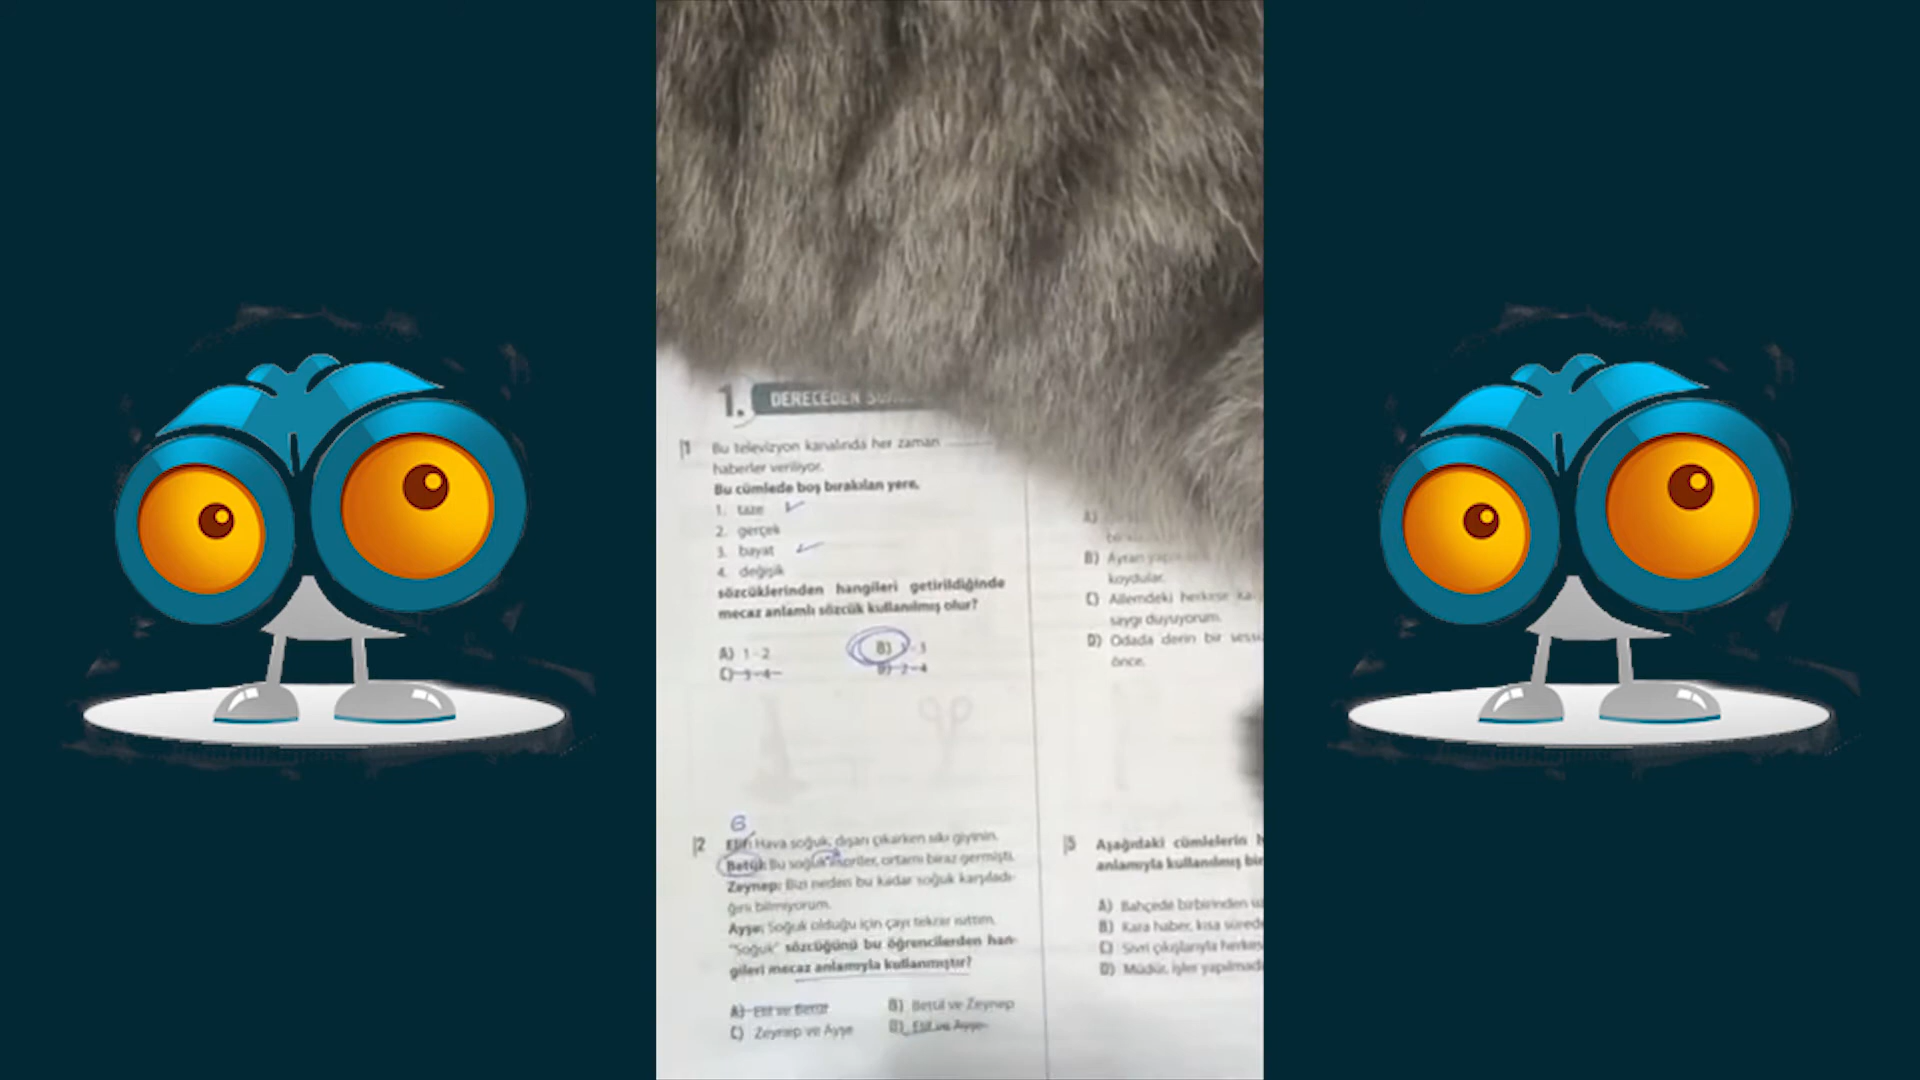 1. DERECEDEN
1 Bu televizyon kanalında her zaman
haberler veriliyor.
Bu cümlede boş bırakılan yere,
1. taze
2. gerçek
3. bayat
4. değişik
sözcüklerinden hangileri getirildiğinde
mecaz anlamlı sözcük kullanılmış olur?
A) 1 - 2
B) 1 - 3
C) 3 - 4
D) 2 - 4
2 Elif: Hava soğuk, dışarı çıkarken sıkı giyinin.
Betül: Bu soğuk espriler, ortamı biraz germişti.
Zeynep: Bizi neden bu kadar soğuk karşıladı-
ğını bilmiyorum.
Ayşe: Soğuk olduğu için çayı tekrar ısıttım.
"Soğuk" sözcüğünü bu öğrencilerden han-
gileri mecaz anlamıyla kullanmıştır?
A) Elif ve Betül
B) Betül ve Zeynep
C) Zeynep ve Ayşe
D) Elif ve Ayşe
A)
B) Ayran
koydular.
C) Ailemdeki herkese
saygı duyuyorum.
D) Odada derin bir
önce.
5 Aşağıdaki cümlelerin
anlamıyla kullanılmış
A) Bahçede birbirinden
B) Kara haber, kısa
C) Sivri çıkışlarıyla
D) Müdür, işler